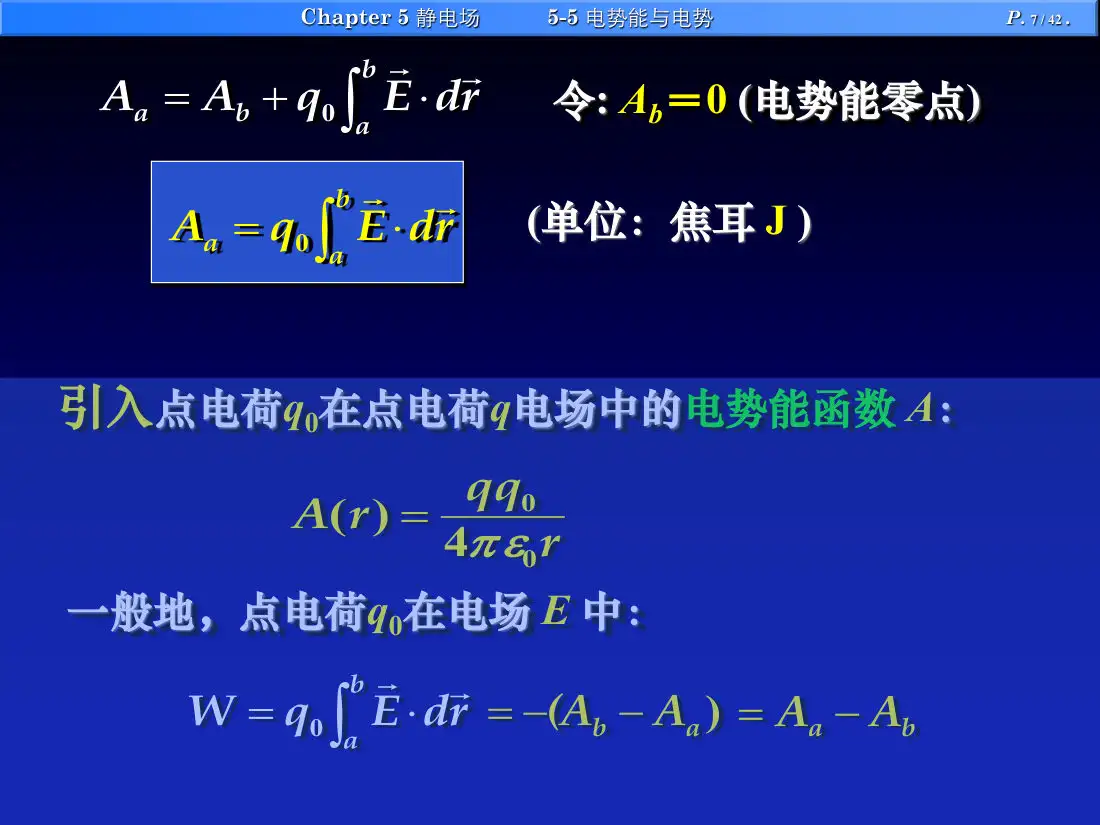 Chapter 5 静电场 5-5 电势能与电势 P. 7 / 42 .
A_a = A_b + q_0 ∫_a^b E⃗ · dr⃗ 令: A_b＝0 (电势能零点)
A_a = q_0 ∫_a^b E⃗ · dr⃗ (单位：焦耳 J )
引入点电荷q_0在点电荷q电场中的电势能函数 A：
A(r) = qq_0 / 4π ε_0 r
一般地，点电荷q_0在电场 E 中：
W = q_0 ∫_a^b E⃗ · dr⃗ = −(A_b − A_a) = A_a − A_b